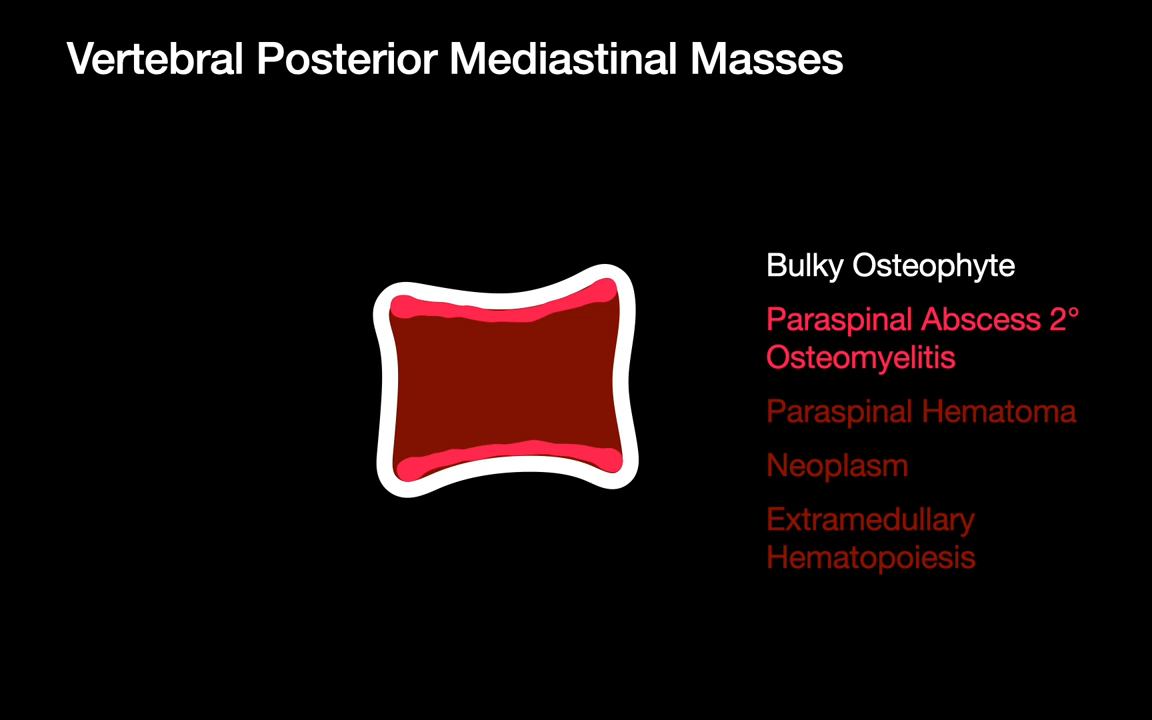 Vertebral Posterior Mediastinal Masses
Bulky Osteophyte
Paraspinal Abscess 2°
Osteomyelitis
Paraspinal Hematoma
Neoplasm
Extramedullary
Hematopoiesis